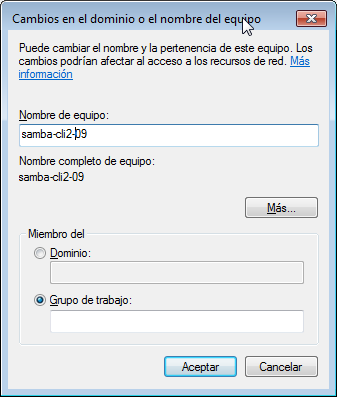 Cambios en el dominio o el nombre del equipo
Puede cambiar el nombre y la pertenencia de este equipo. Los
cambios podrían afectar al acceso a los recursos de red. Más
información
Nombre de equipo:
samba-cli2-09
Nombre completo de equipo:
samba-cli2-09
Más...
Miembro del
Dominio:
Grupo de trabajo:
Aceptar
Cancelar